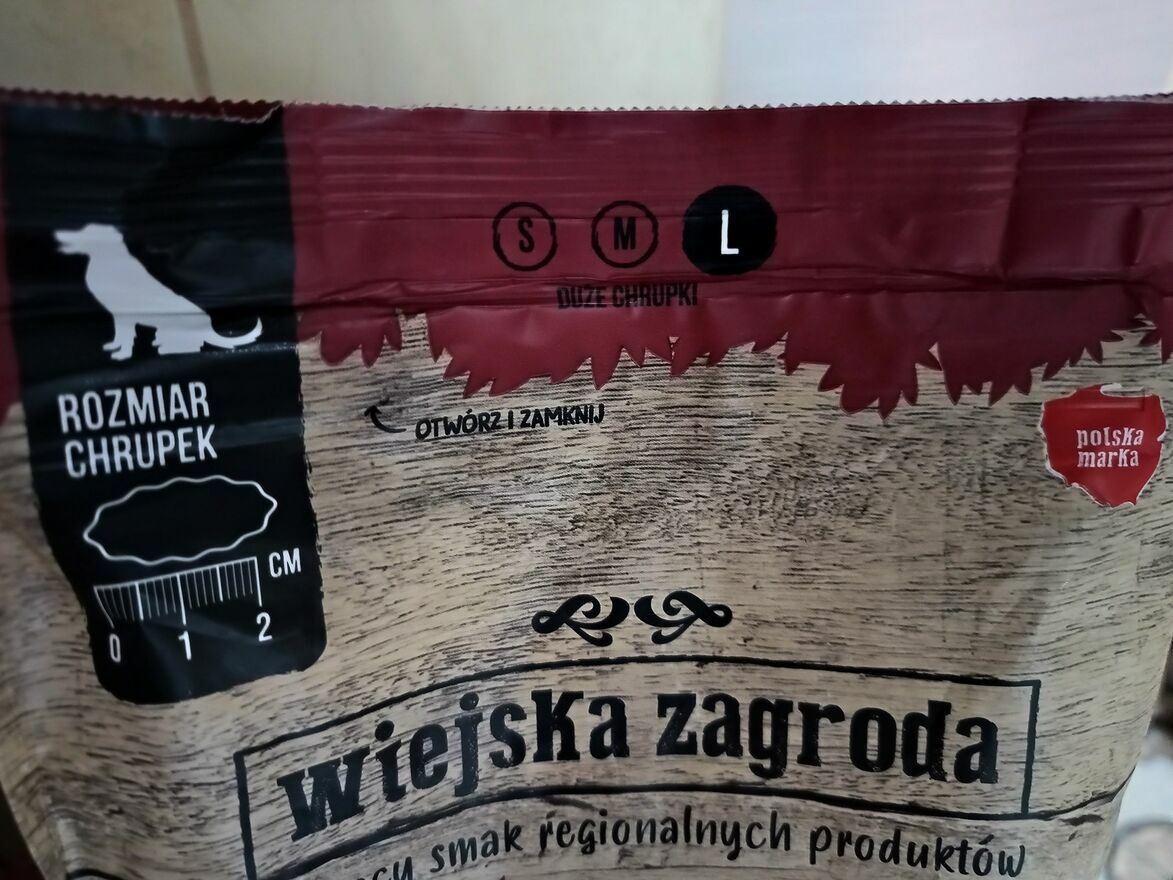 S M L
DUŻE CHRUPKI
ROZMIAR
CHRUPEK
CM
0 1 2
OTWÓRZ I ZAMKNIJ
polska
marka
wiejska zagroda
smak regionalnych produktów